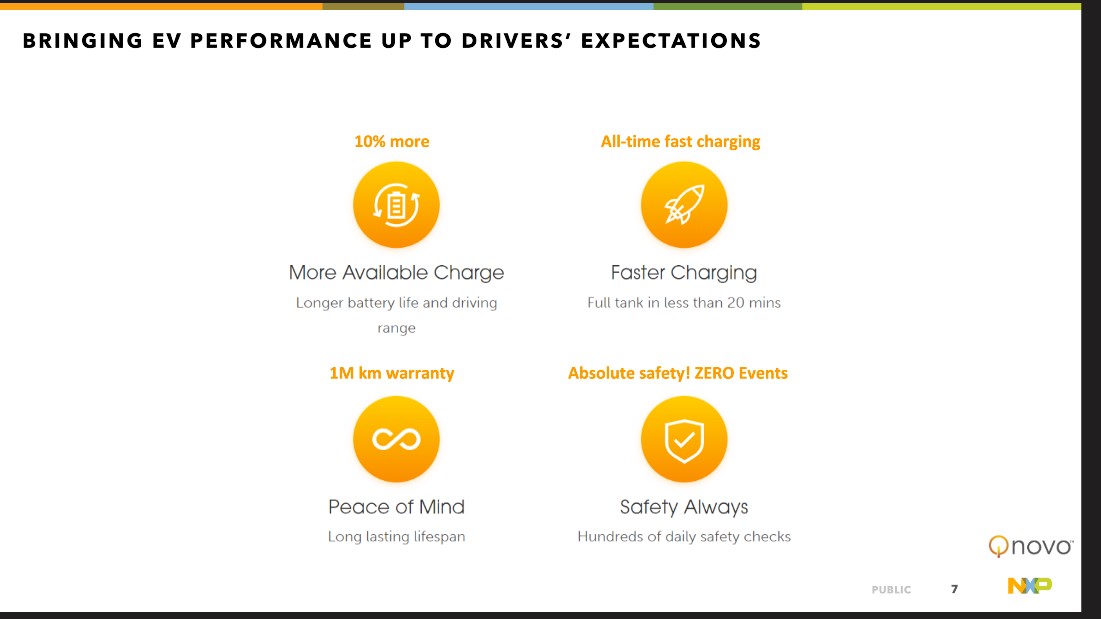 BRINGING EV PERFORMANCE UP TO DRIVERS’ EXPECTATIONS
10% more
More Available Charge
Longer battery life and driving
range
All-time fast charging
Faster Charging
Full tank in less than 20 mins
1M km warranty
Peace of Mind
Long lasting lifespan
Absolute safety! ZERO Events
Safety Always
Hundreds of daily safety checks
Qnovo™
PUBLIC
7
NXP